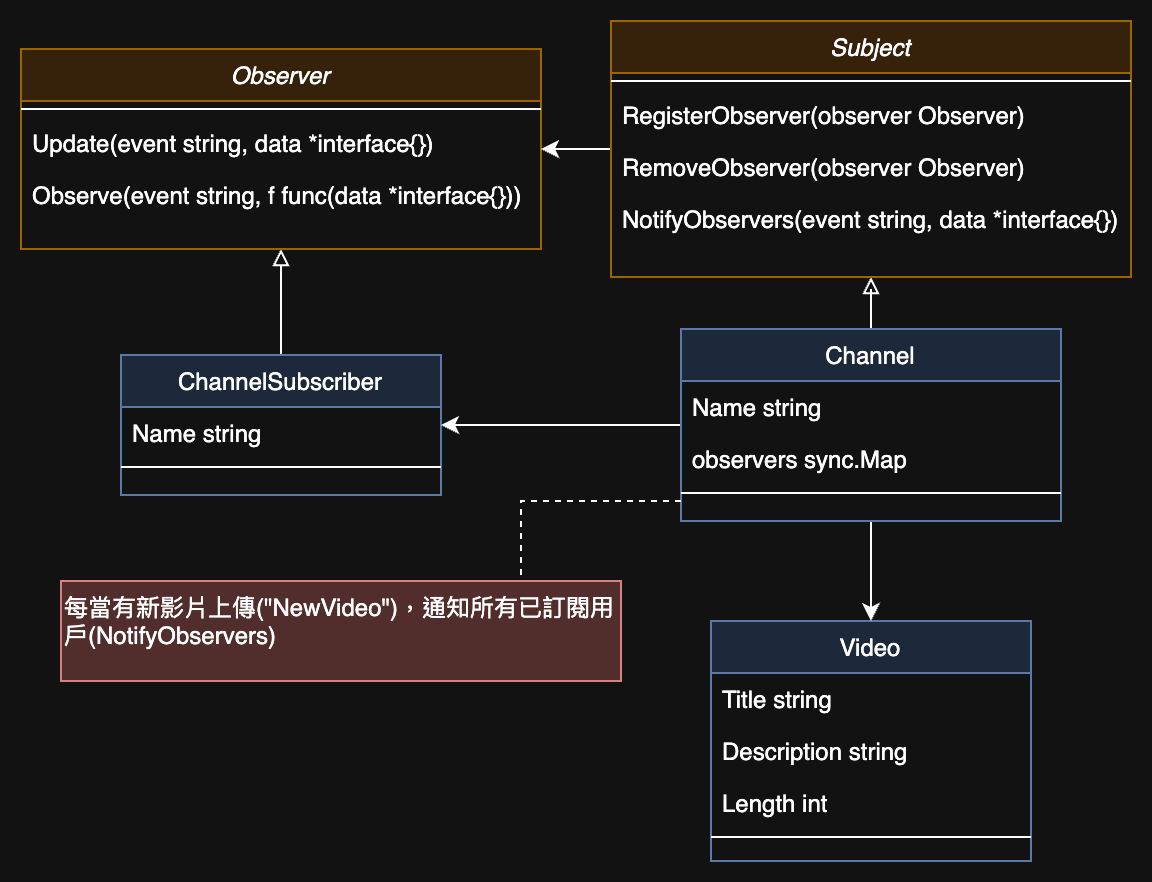 Observer
Update(event string, data *interface{})
Observe(event string, f func(data *interface{}))
Subject
RegisterObserver(observer Observer)
RemoveObserver(observer Observer)
NotifyObservers(event string, data *interface{})
ChannelSubscriber
Name string
Channel
Name string
observers sync.Map
每當有新影片上傳("NewVideo")，通知所有已訂閱用
戶(NotifyObservers)
Video
Title string
Description string
Length int